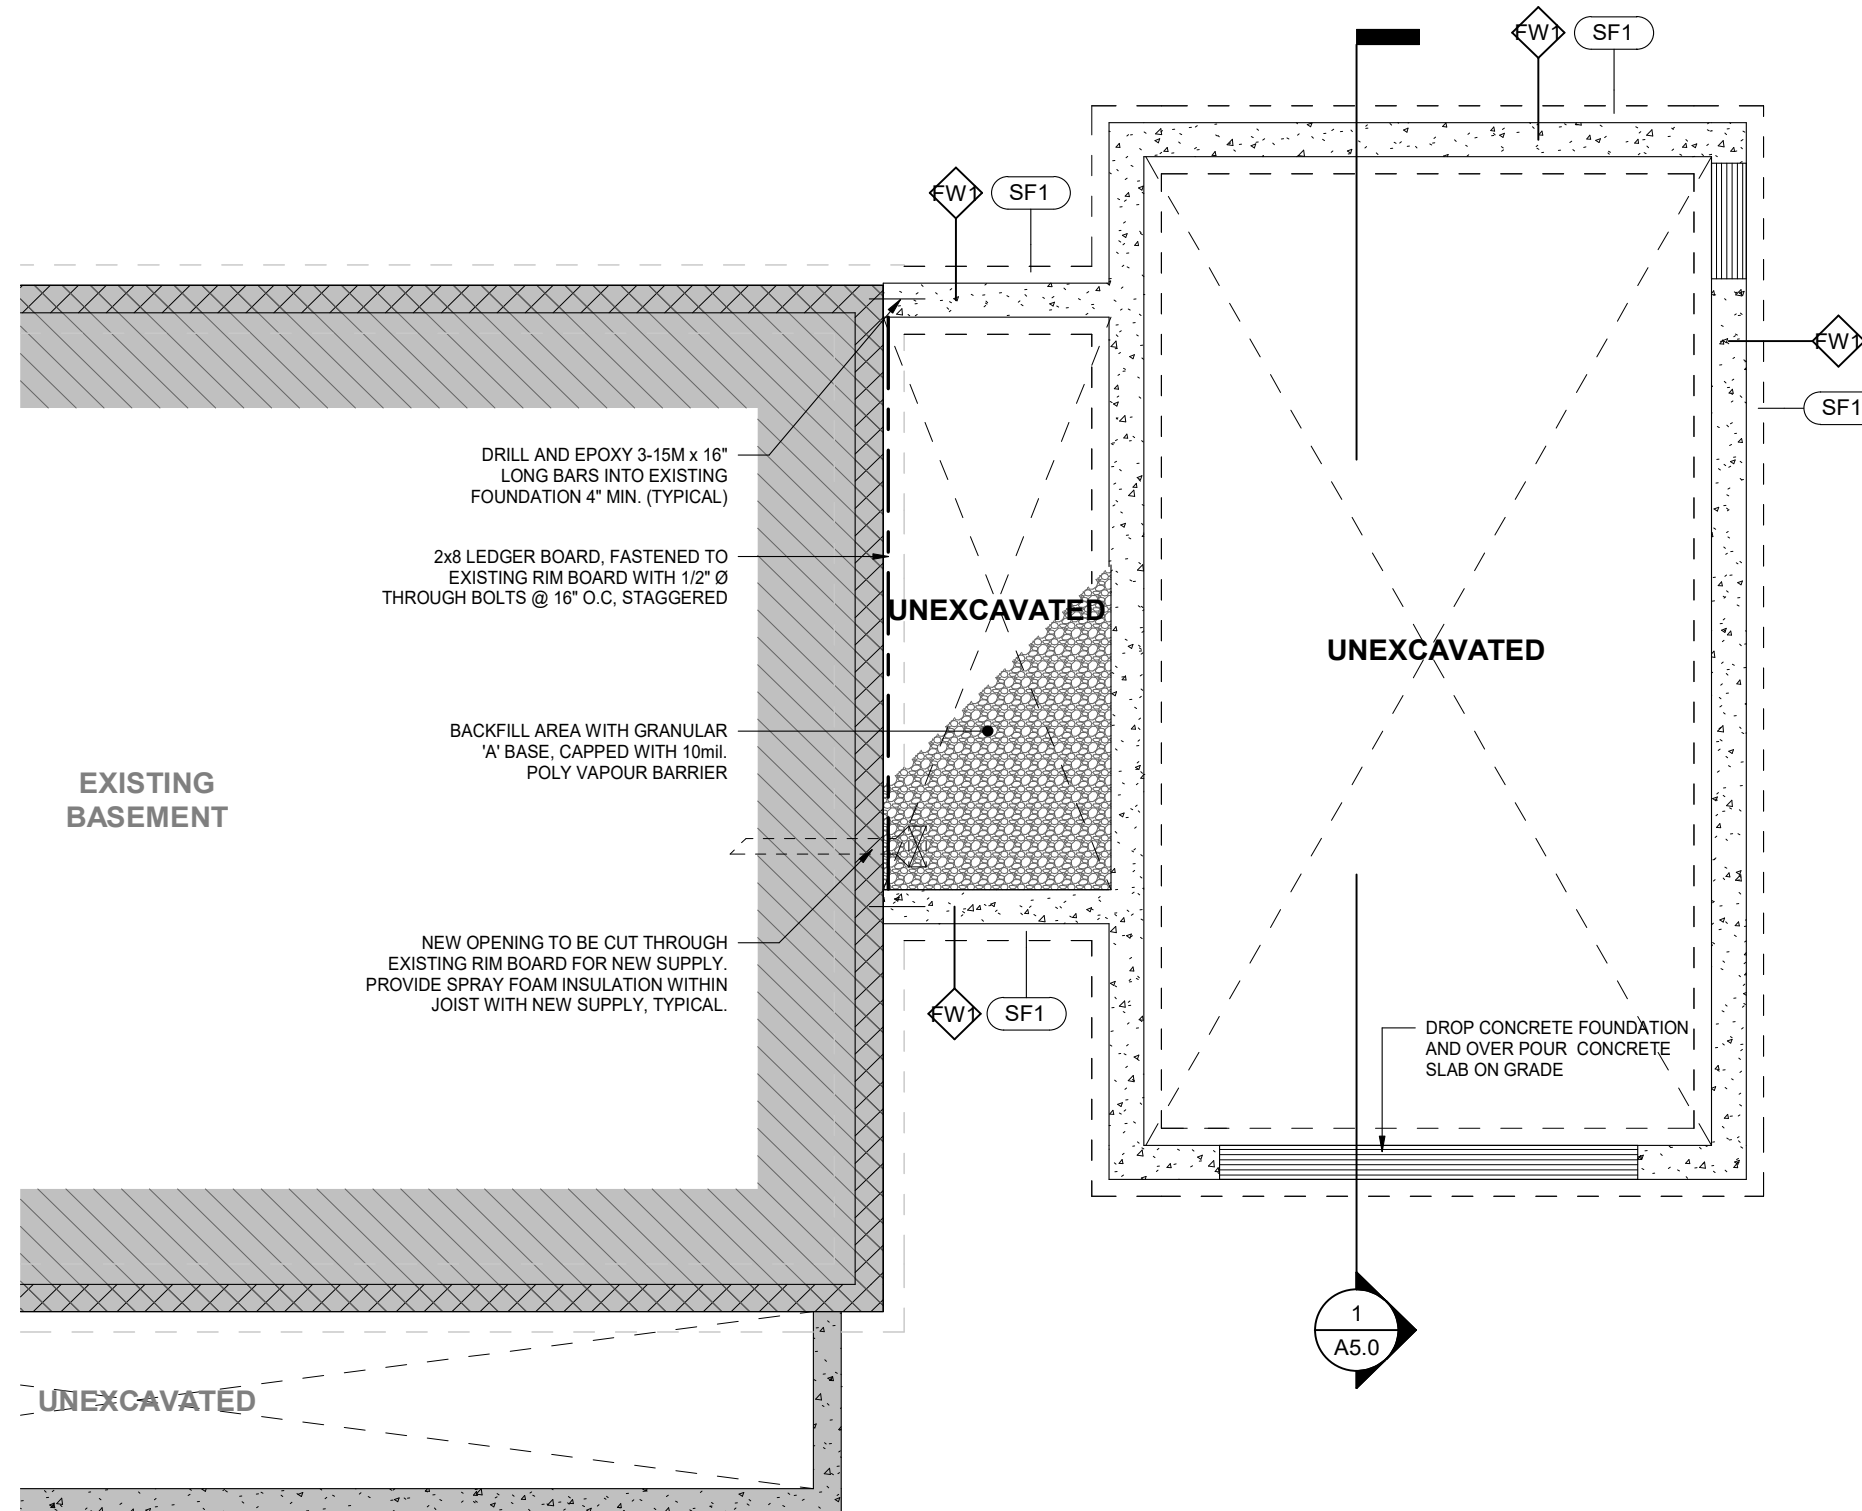 FW1
SF1
FW1
SF1
FW1
SF1
DRILL AND EPOXY 3-15M x 16"
LONG BARS INTO EXISTING
FOUNDATION 4" MIN. (TYPICAL)
2x8 LEDGER BOARD, FASTENED TO
EXISTING RIM BOARD WITH 1/2" Ø
THROUGH BOLTS @ 16" O.C, STAGGERED
UNEXCAVATED
UNEXCAVATED
BACKFILL AREA WITH GRANULAR
'A' BASE, CAPPED WITH 10mil.
POLY VAPOUR BARRIER
EXISTING
BASEMENT
NEW OPENING TO BE CUT THROUGH
EXISTING RIM BOARD FOR NEW SUPPLY.
PROVIDE SPRAY FOAM INSULATION WITHIN
JOIST WITH NEW SUPPLY, TYPICAL.
FW1
SF1
DROP CONCRETE FOUNDATION
AND OVER POUR CONCRETE
SLAB ON GRADE
1
A5.0
UNEXCAVATED